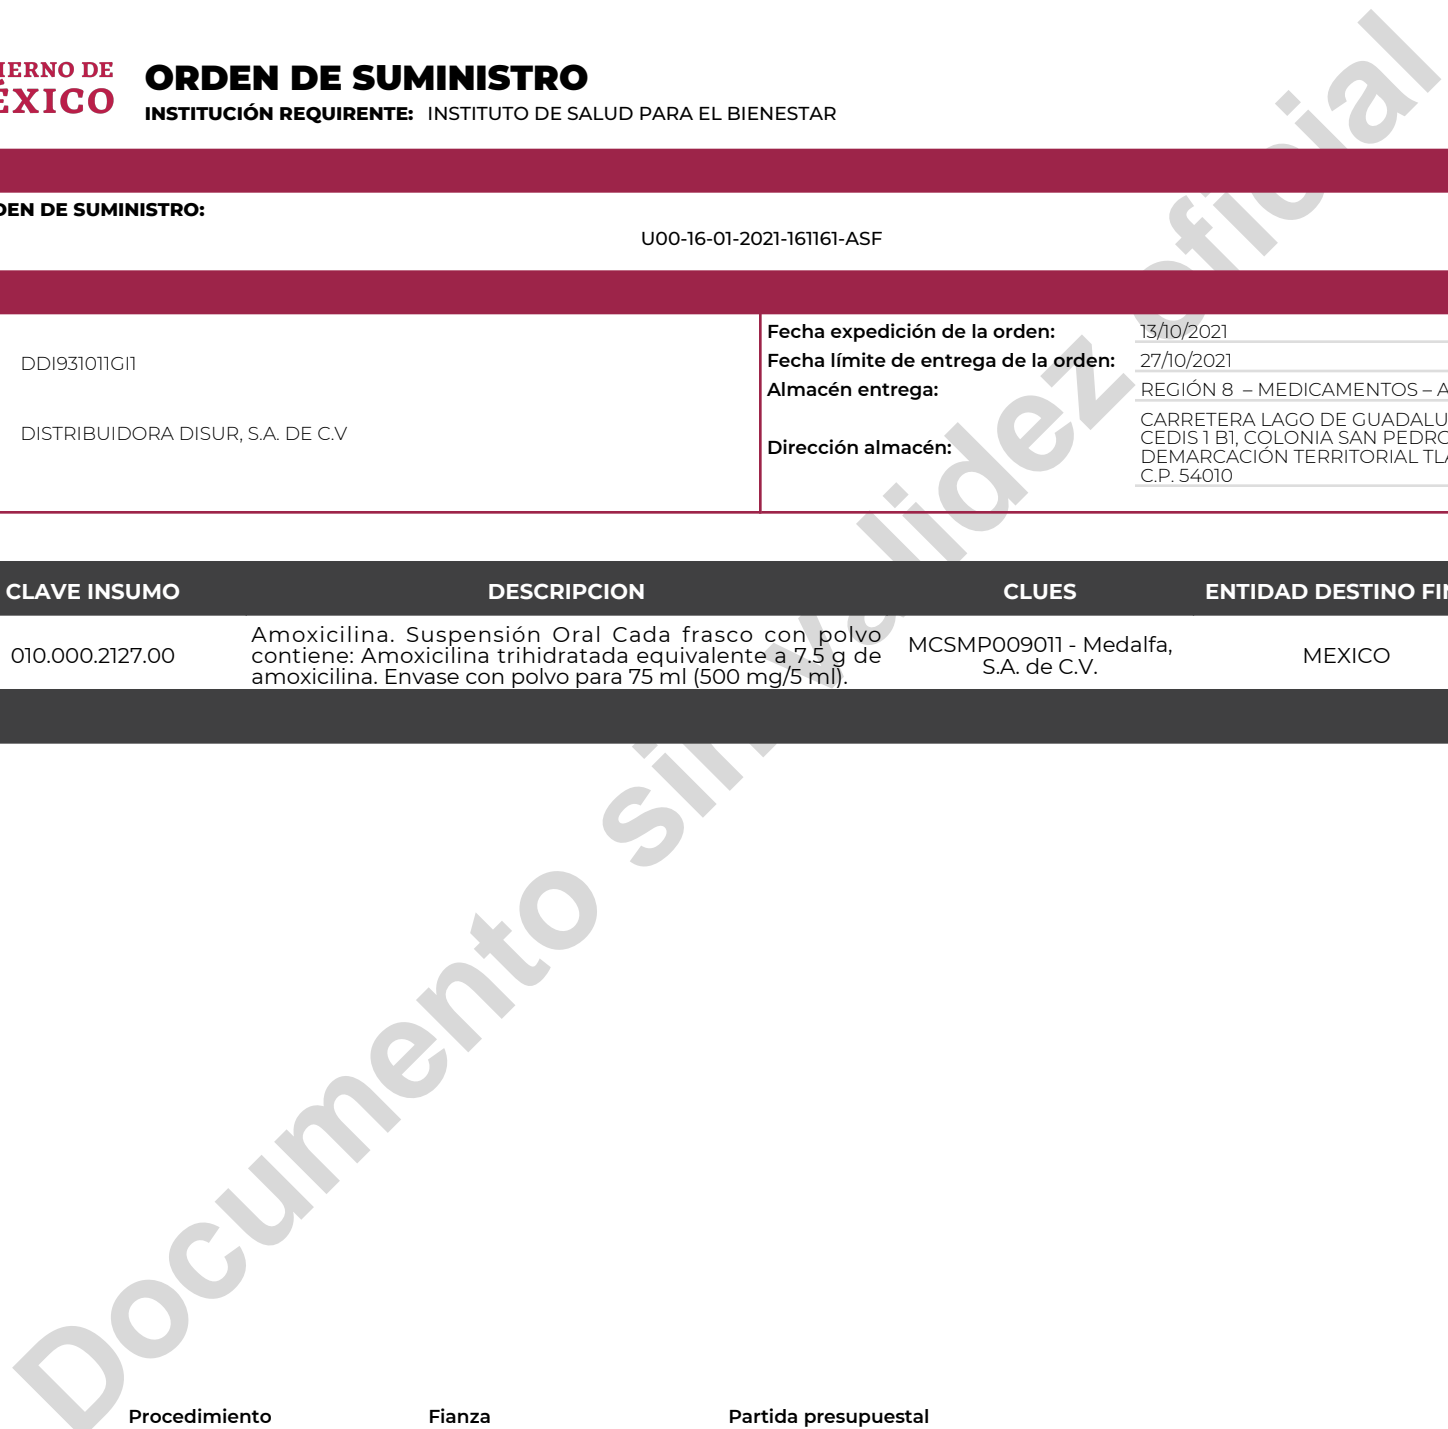 IERNO DE
ÉXICO
ORDEN DE SUMINISTRO
INSTITUCIÓN REQUIRENTE: INSTITUTO DE SALUD PARA EL BIENESTAR
DEN DE SUMINISTRO:
U00-16-01-2021-161161-ASF
DDI931011GI1
DISTRIBUIDORA DISUR, S.A. DE C.V
Fecha expedición de la orden: 13/10/2021
Fecha límite de entrega de la orden: 27/10/2021
Almacén entrega: REGIÓN 8 – MEDICAMENTOS – A
Dirección almacén:
CARRETERA LAGO DE GUADALU
CEDIS 1 B1, COLONIA SAN PEDRO
DEMARCACIÓN TERRITORIAL TLA
C.P. 54010
CLAVE INSUMO DESCRIPCION CLUES ENTIDAD DESTINO FIN
010.000.2127.00
Amoxicilina. Suspensión Oral Cada frasco con polvo
contiene: Amoxicilina trihidratada equivalente a 7.5 g de
amoxicilina. Envase con polvo para 75 ml (500 mg/5 ml).
MCSMP009011 - Medalfa,
S.A. de C.V.
MEXICO
Documento sin validez oficial
Procedimiento Fianza Partida presupuestal